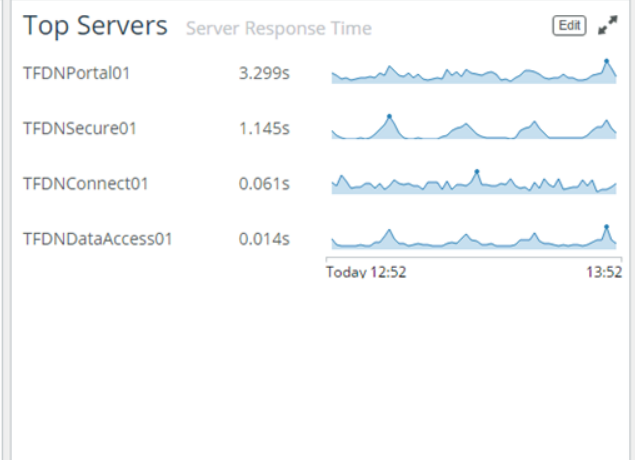 Top Servers Server Response Time Edit
TFDNPortal01 3.299s
TFDNSecure01 1.145s
TFDNConnect01 0.061s
TFDNDataAccess01 0.014s
Today 12:52 13:52